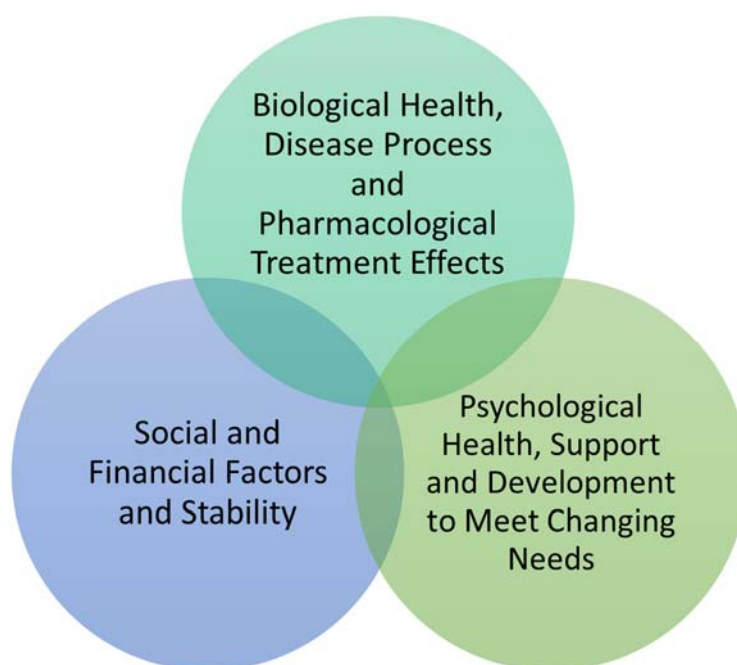 Biological Health,
Disease Process
and
Pharmacological
Treatment Effects
Social and
Financial Factors
and Stability
Psychological
Health, Support
and Development
to Meet Changing
Needs